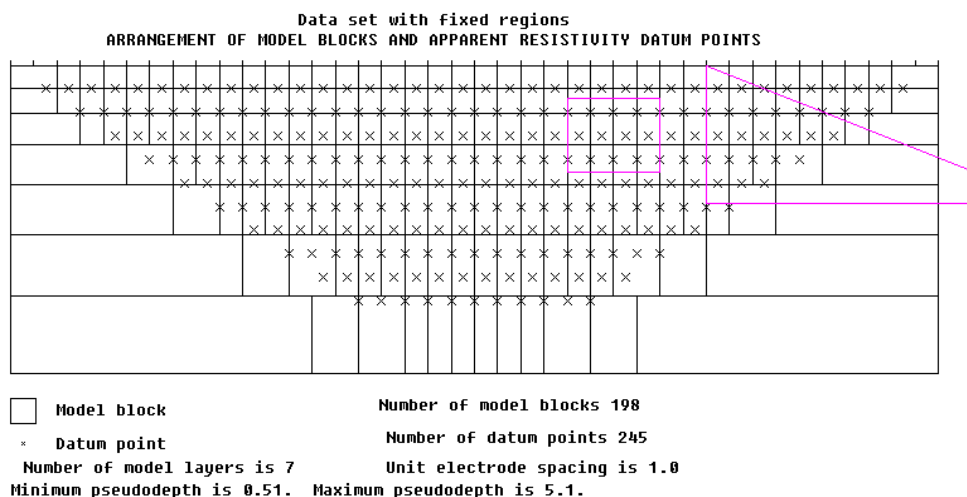 Data set with fixed regions
ARRANGEMENT OF MODEL BLOCKS AND APPARENT RESISTIVITY DATUM POINTS
Model block
Number of model blocks 198
Datum point
Number of datum points 245
Number of model layers is 7
Unit electrode spacing is 1.0
Minimum pseudodepth is 0.51. Maximum pseudodepth is 5.1.